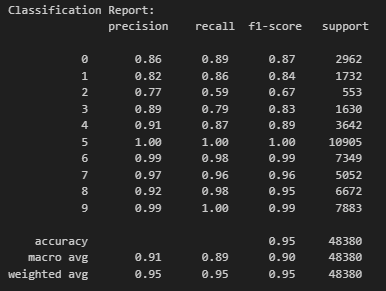 Classification Report:
precision recall f1-score support
0 0.86 0.89 0.87 2962
1 0.82 0.86 0.84 1732
2 0.77 0.59 0.67 553
3 0.89 0.79 0.83 1630
4 0.91 0.87 0.89 3642
5 1.00 1.00 1.00 10905
6 0.99 0.98 0.99 7349
7 0.97 0.96 0.96 5052
8 0.92 0.98 0.95 6672
9 0.99 1.00 0.99 7883
accuracy 0.95 48380
macro avg 0.91 0.89 0.90 48380
weighted avg 0.95 0.95 0.95 48380